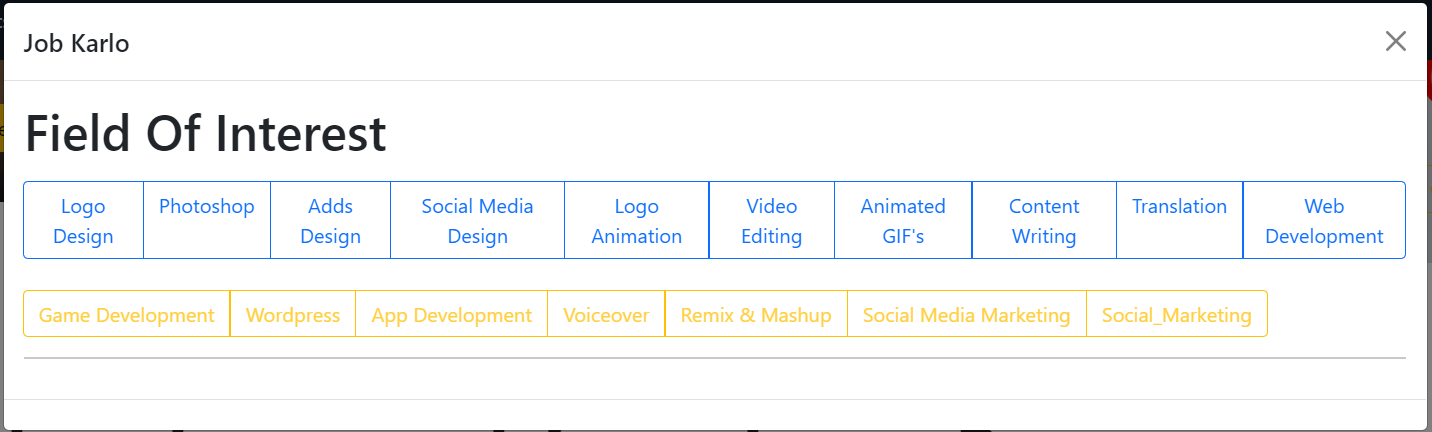 Job Karlo
Field Of Interest
Logo Photoshop Adds Social Media Logo Video Animated Content Translation Web
Design Design Design Animation Editing GIF's Writing Development
Game Development Wordpress App Development Voiceover Remix & Mashup Social Media Marketing Social_Marketing